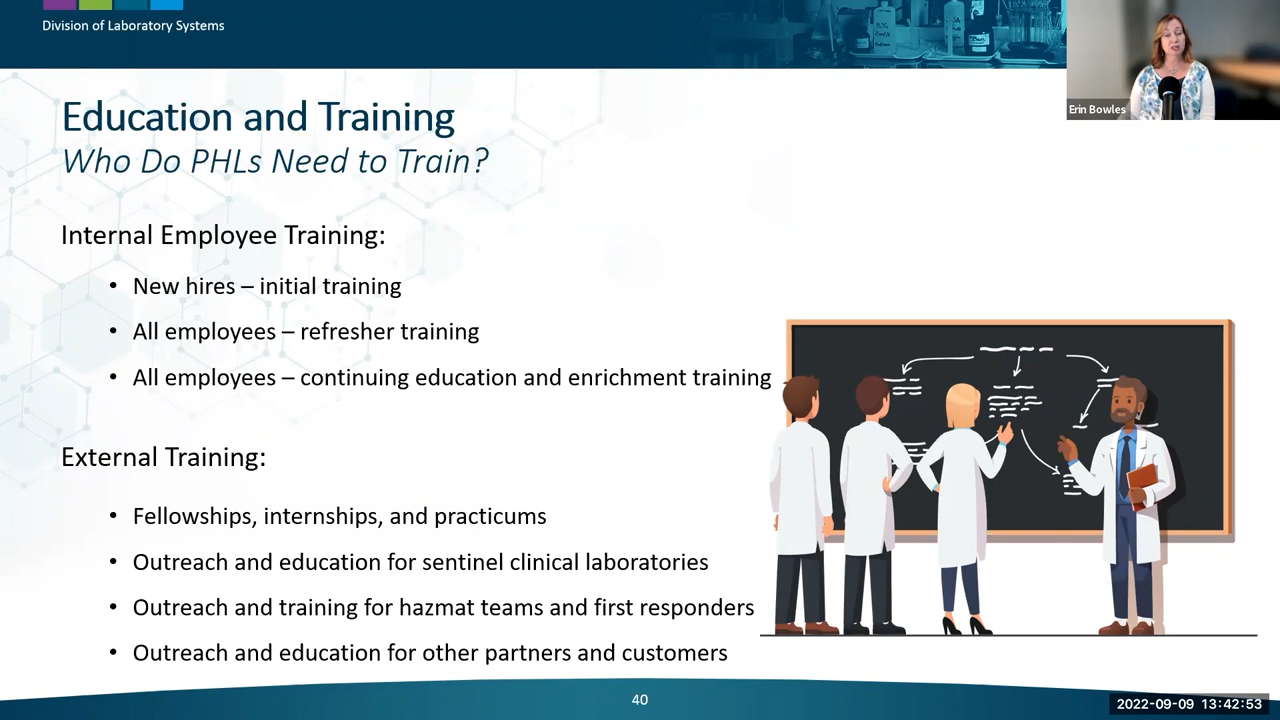 Division of Laboratory Systems
Erin Bowles
Education and Training
Who Do PHLs Need to Train?
Internal Employee Training:
• New hires – initial training
• All employees – refresher training
• All employees – continuing education and enrichment training
External Training:
• Fellowships, internships, and practicums
• Outreach and education for sentinel clinical laboratories
• Outreach and training for hazmat teams and first responders
• Outreach and education for other partners and customers
40
2022-09-09 13:42:53